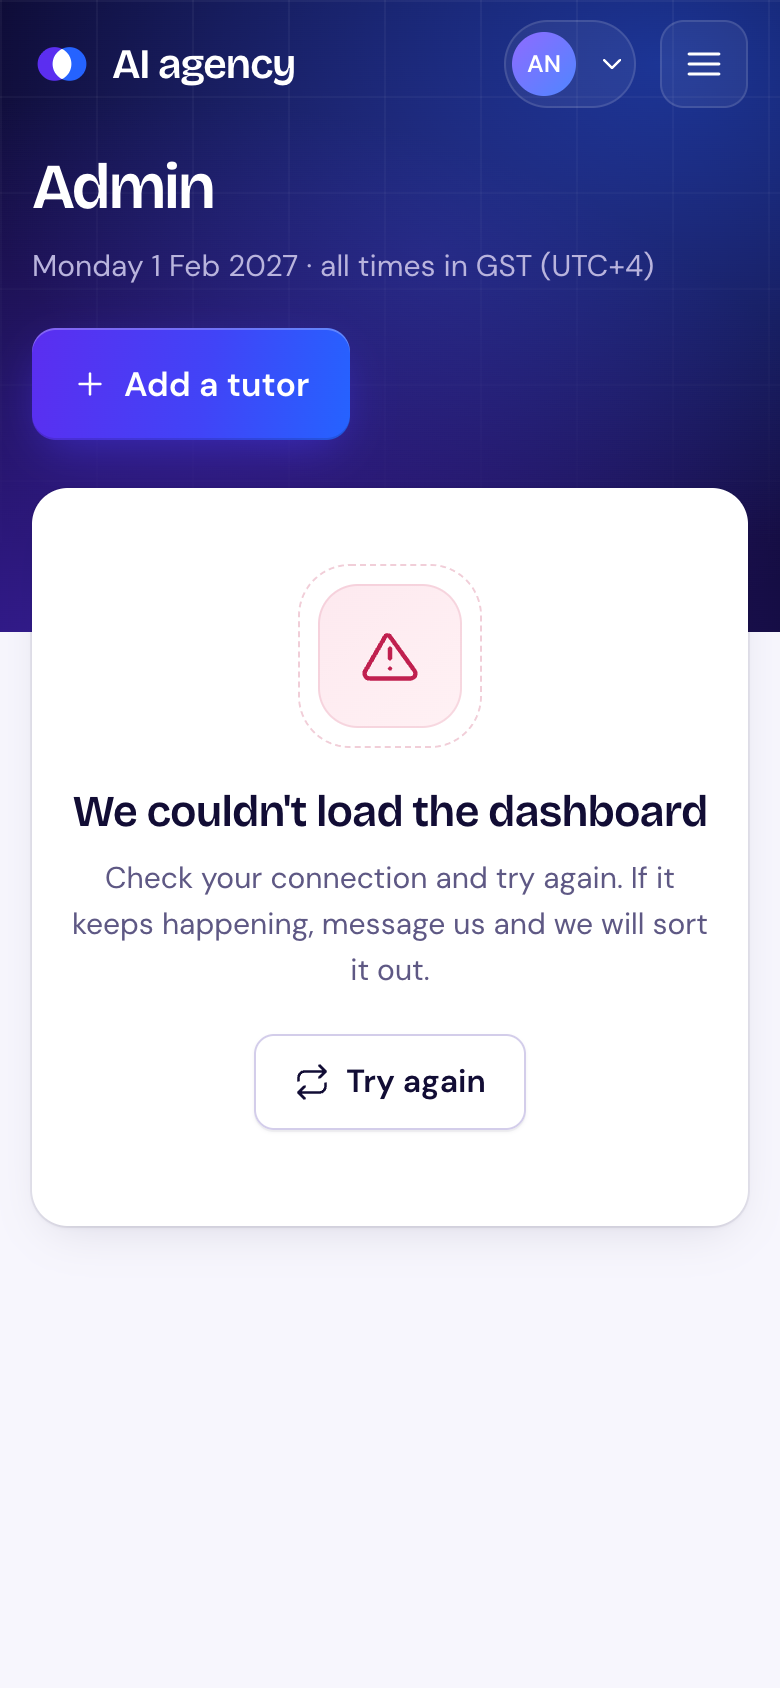 AI agency
AN
Admin
Monday 1 Feb 2027 · all times in GST (UTC+4)
Add a tutor
We couldn't load the dashboard
Check your connection and try again. If it
keeps happening, message us and we will sort
it out.
Try again